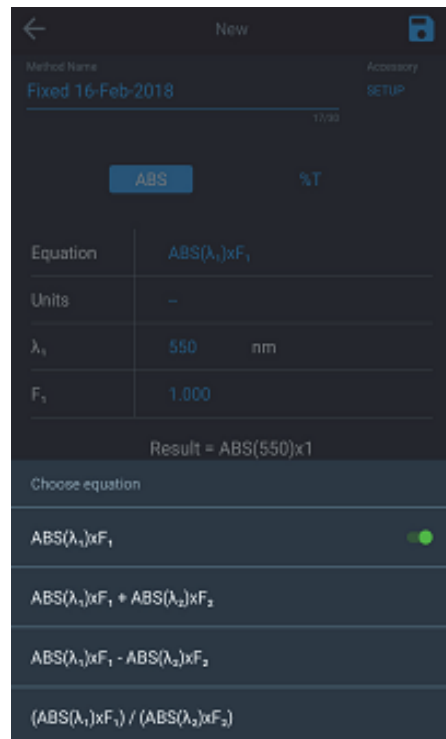 New
Method Name
Accessory
Fixed 16-Feb-2018
SETUP
17/30
ABS %T
Equation ABS(λ₁)xF₁
Units --
λ₁ 550 nm
F₁ 1.000
Result = ABS(550)x1
Choose equation
ABS(λ₁)xF₁
ABS(λ₁)xF₁ + ABS(λ₂)xF₂
ABS(λ₁)xF₁ - ABS(λ₂)xF₂
(ABS(λ₁)xF₁) / (ABS(λ₂)xF₂)